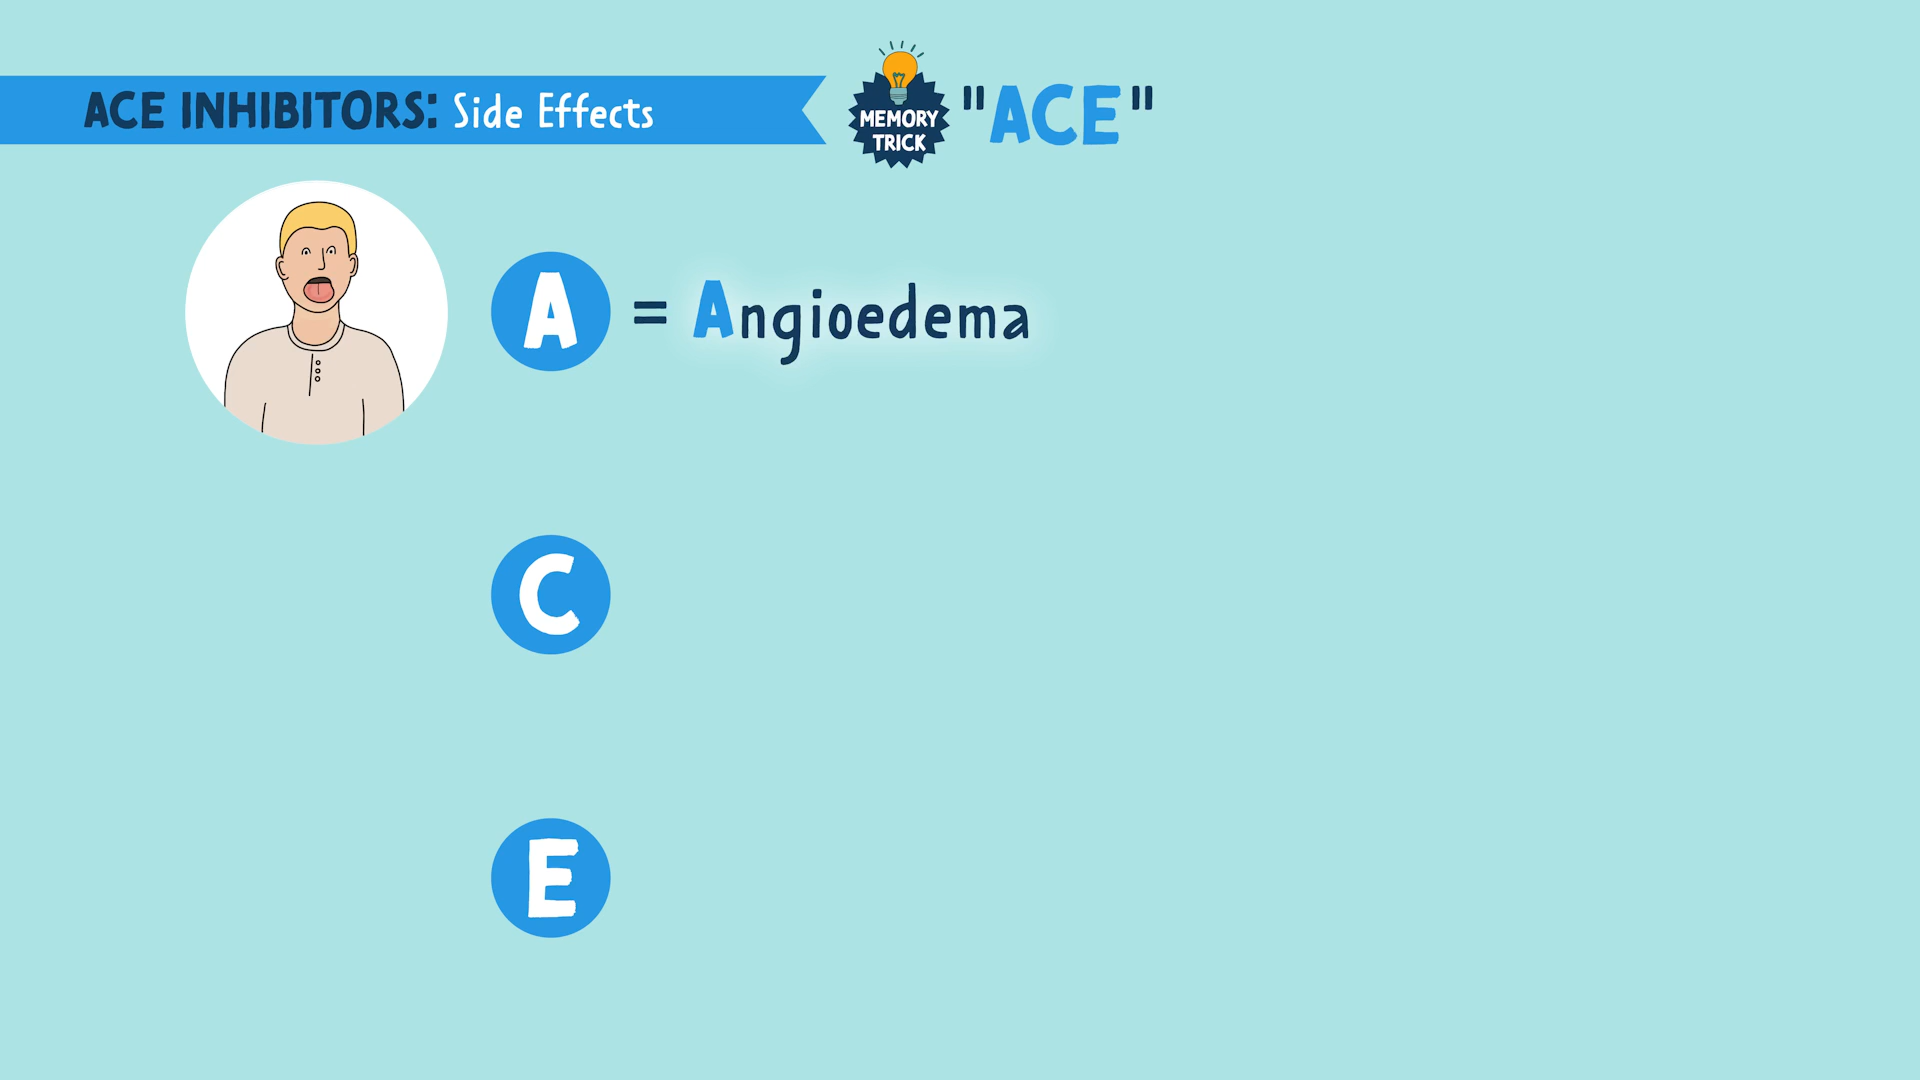 ACE INHIBITORS: Side Effects
MEMORY
TRICK
"ACE"
A = Angioedema
C
E